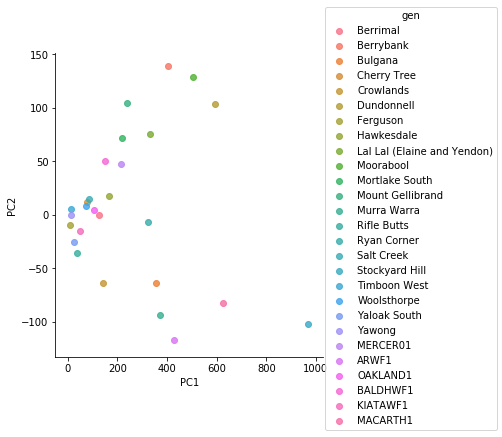 gen
Berrimal
Berrybank
Bulgana
Cherry Tree
Crowlands
Dundonnell
Ferguson
Hawkesdale
Lal Lal (Elaine and Yendon)
Moorabool
Mortlake South
Mount Gellibrand
Murra Warra
Rifle Butts
Ryan Corner
Salt Creek
Stockyard Hill
Timboon West
Woolsthorpe
Yaloak South
Yawong
MERCER01
ARWF1
OAKLAND1
BALDHWF1
KIATAWF1
MACARTH1
150
100
50
0
−50
−100
PC2
0 200 400 600 800 1000
PC1